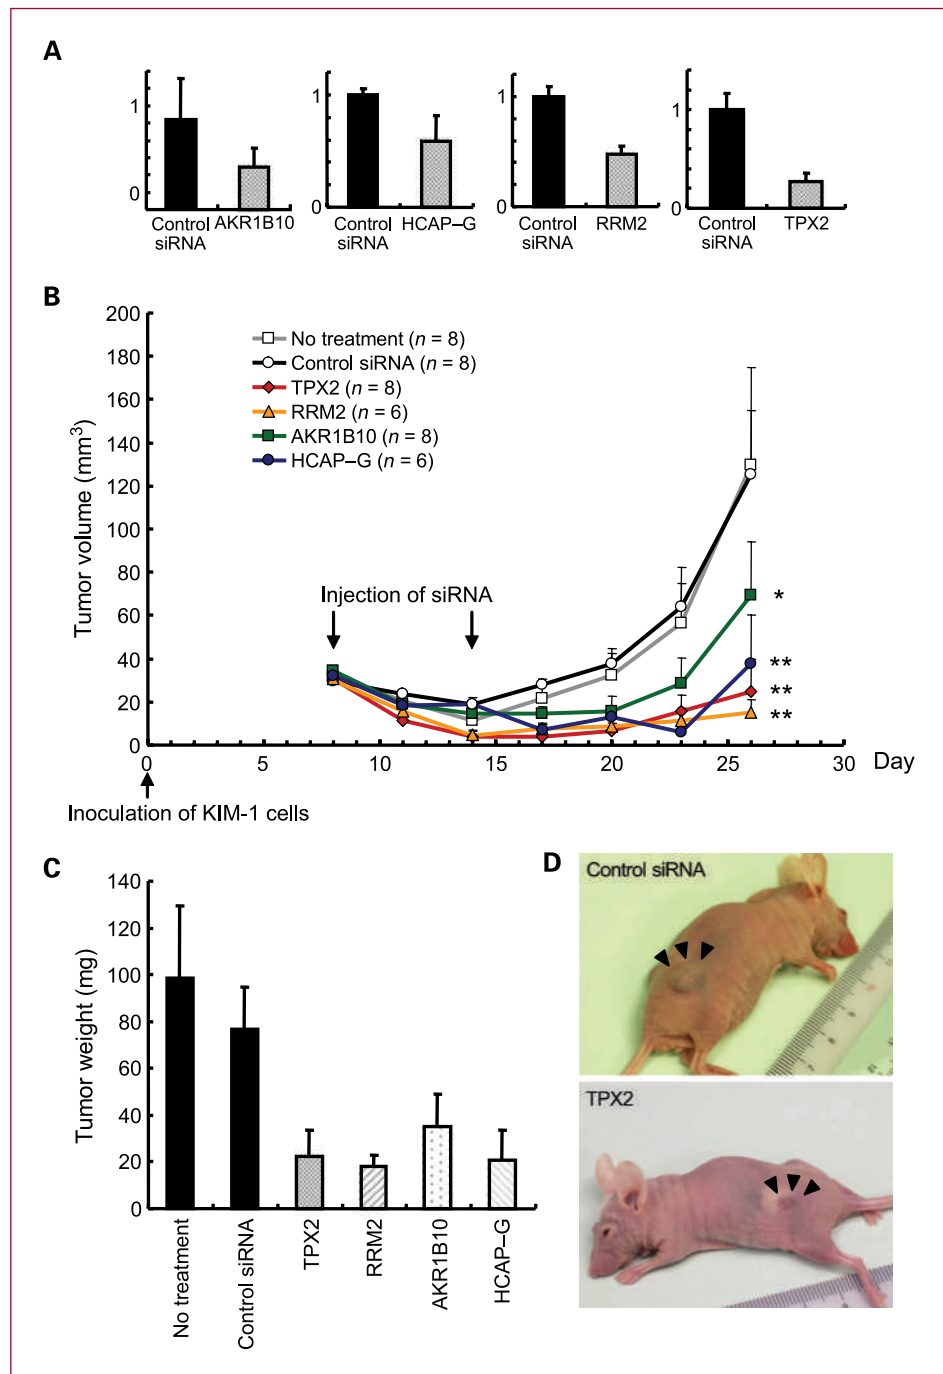 A
1
0
Control siRNA
AKR1B10
1
0
Control siRNA
HCAP–G
1
0
Control siRNA
RRM2
1
0
Control siRNA
TPX2
B
Tumor volume (mm³)
200
180
160
140
120
100
80
60
40
20
0
No treatment (n = 8)
Control siRNA (n = 8)
TPX2 (n = 8)
RRM2 (n = 6)
AKR1B10 (n = 8)
HCAP–G (n = 6)
Injection of siRNA
*
**
**
**
0 5 10 15 20 25 30 Day
Inoculation of KIM-1 cells
C
Tumor weight (mg)
140
120
100
80
60
40
20
0
No treatment
Control siRNA
TPX2
RRM2
AKR1B10
HCAP–G
D
Control siRNA
TPX2